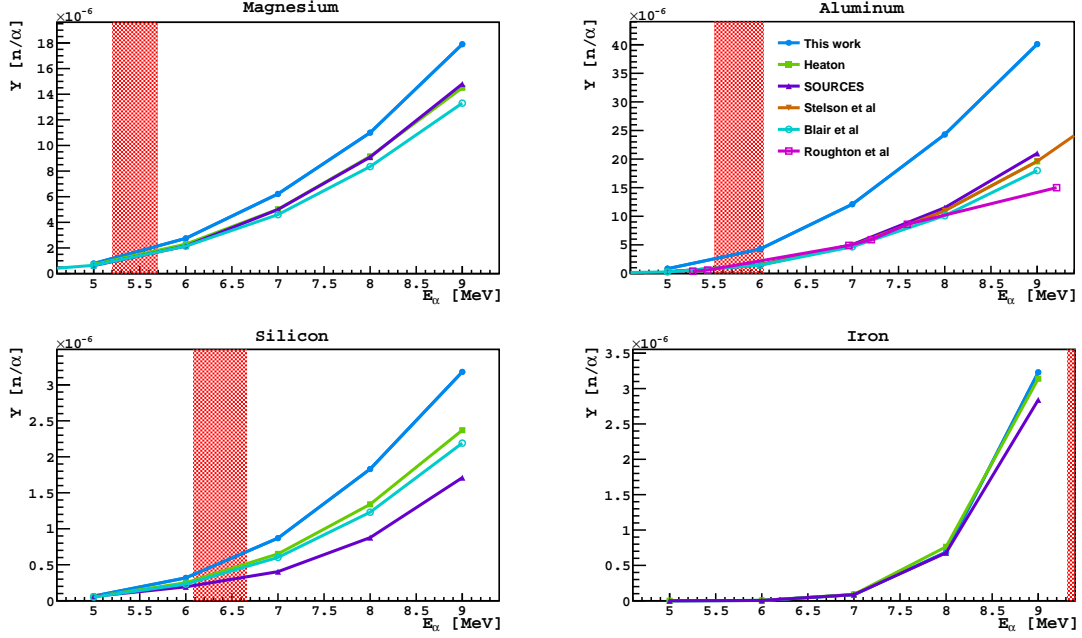 Magnesium
×10⁻⁶
Y [n/α]
18
16
14
12
10
8
6
4
2
0
5 5.5 6 6.5 7 7.5 8 8.5 9
E_α [MeV]
Aluminum
×10⁻⁶
Y [n/α]
40
35
30
25
20
15
10
5
0
This work
Heaton
SOURCES
Stelson et al
Blair et al
Roughton et al
5 5.5 6 6.5 7 7.5 8 8.5 9
E_α [MeV]
Silicon
×10⁻⁶
Y [n/α]
3
2.5
2
1.5
1
0.5
0
5 5.5 6 6.5 7 7.5 8 8.5 9
E_α [MeV]
Iron
×10⁻⁶
Y [n/α]
3.5
3
2.5
2
1.5
1
0.5
0
5 5.5 6 6.5 7 7.5 8 8.5 9
E_α [MeV]